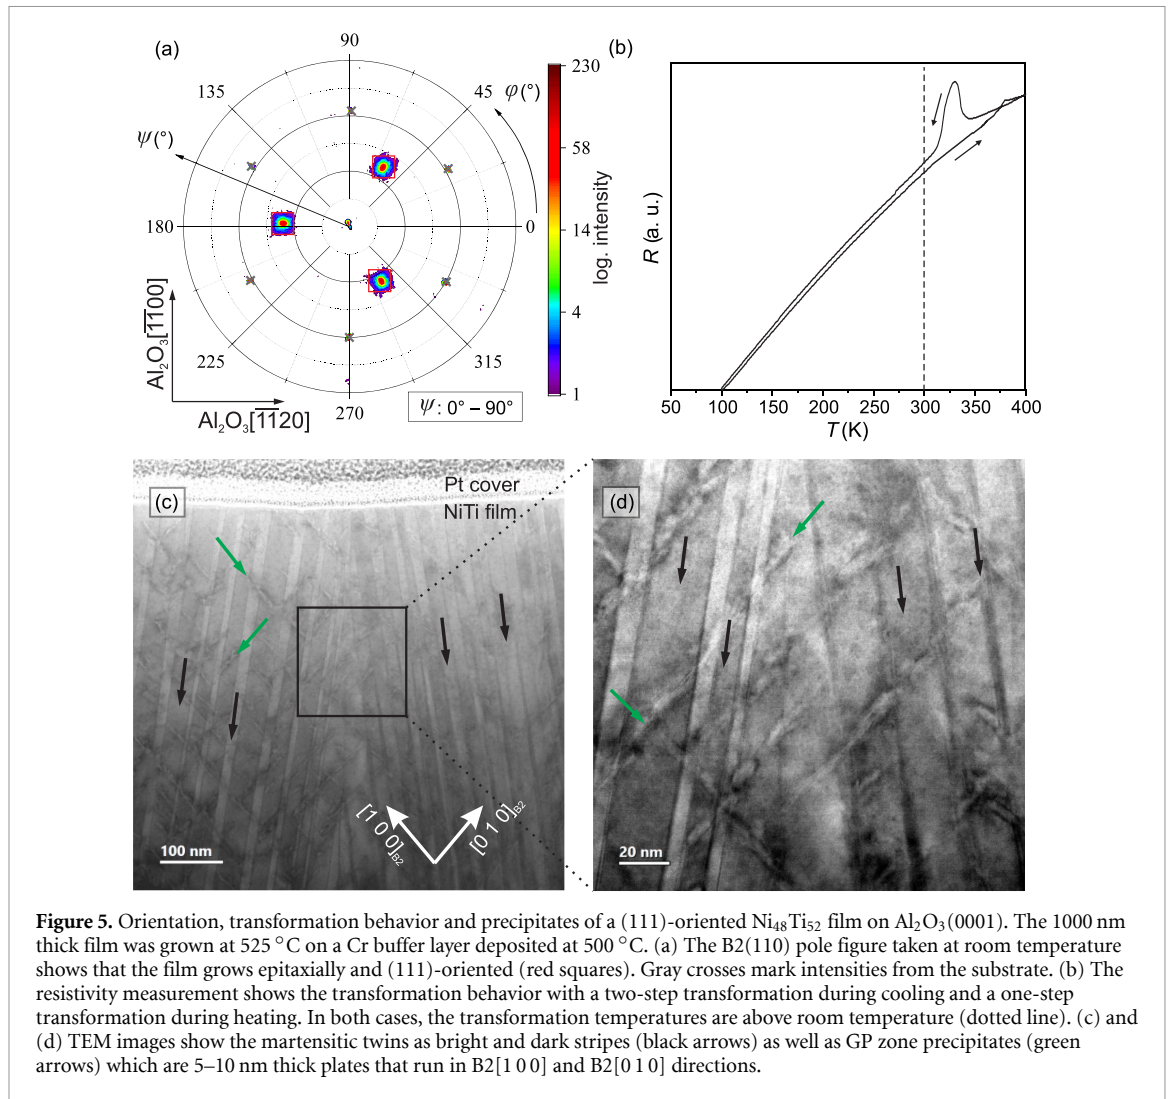 (a)
90
135
45
φ(°)
ψ(°)
180
0
225
315
270
Al₂O₃[1̅1̅00]
Al₂O₃[1̅1̅20]
ψ: 0° – 90°
230
58
14
4
1
log. intensity
(b)
R (a. u.)
50 100 150 200 250 300 350 400
T (K)
(c)
Pt cover
NiTi film
[1 0 0]B2
[0 1 0]B2
100 nm
(d)
20 nm
Figure 5. Orientation, transformation behavior and precipitates of a (111)-oriented Ni₄₈Ti₅₂ film on Al₂O₃(0001). The 1000 nm
thick film was grown at 525 °C on a Cr buffer layer deposited at 500 °C. (a) The B2(110) pole figure taken at room temperature
shows that the film grows epitaxially and (111)-oriented (red squares). Gray crosses mark intensities from the substrate. (b) The
resistivity measurement shows the transformation behavior with a two-step transformation during cooling and a one-step
transformation during heating. In both cases, the transformation temperatures are above room temperature (dotted line). (c) and
(d) TEM images show the martensitic twins as bright and dark stripes (black arrows) as well as GP zone precipitates (green
arrows) which are 5–10 nm thick plates that run in B2[1 0 0] and B2[0 1 0] directions.